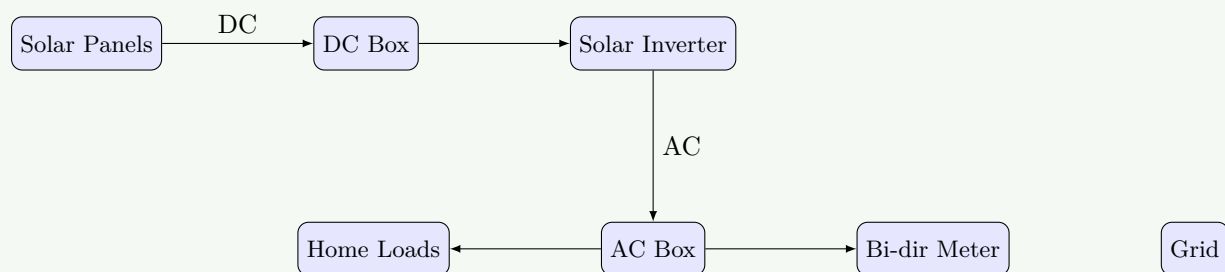 Solar Panels
DC
DC Box
Solar Inverter
AC
Home Loads
AC Box
Bi-dir Meter
Grid